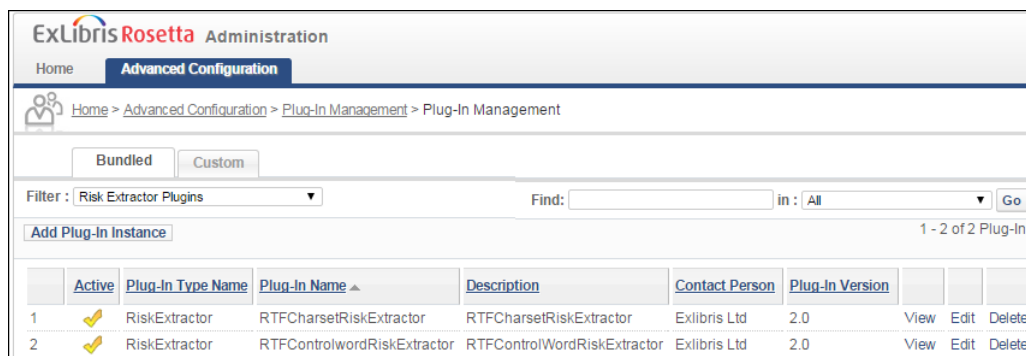 ExLibris Rosetta Administration
Home Advanced Configuration
Home > Advanced Configuration > Plug-In Management > Plug-In Management
Bundled Custom
Filter : Risk Extractor Plugins Find: in : All Go
Add Plug-In Instance 1 - 2 of 2 Plug-In
Active Plug-In Type Name Plug-In Name Description Contact Person Plug-In Version
1 RiskExtractor RTFCharsetRiskExtractor RTFCharsetRiskExtractor Exlibris Ltd 2.0 View Edit Delete
2 RiskExtractor RTFControlwordRiskExtractor RTFControlWordRiskExtractor Exlibris Ltd 2.0 View Edit Delete